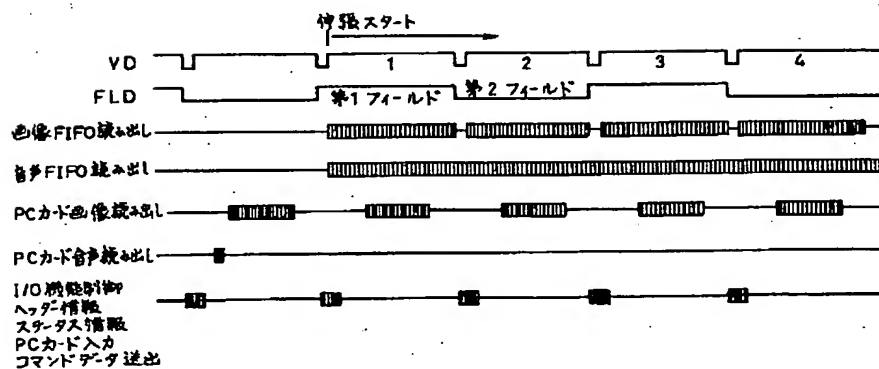 伸張スタート
VD 1 2 3 4
FLD 第1フィールド 第2フィールド
画像FIFO読み出し
音声FIFO読み出し
PCカード画像読み出し
PCカード音声読み出し
I/O機能制御
ヘッダー情報
ステータス情報
PCカード入力
コマンドデータ送出